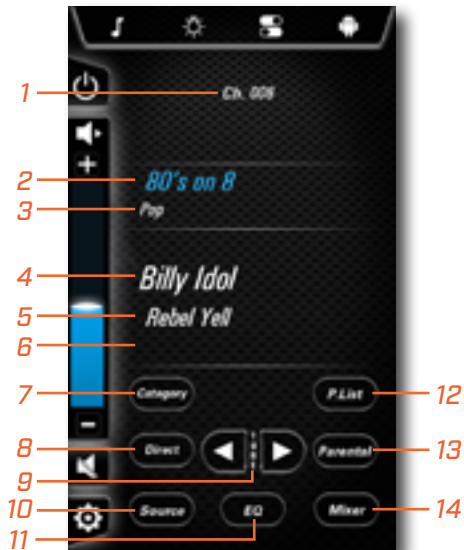 1 Ch. 008
2 80's on 8
3 Pop
4 Billy Idol
5 Rebel Yell
6
7 Category P.List 12
8 Direct Parental 13
9
10 Source EQ Mixer 14
11